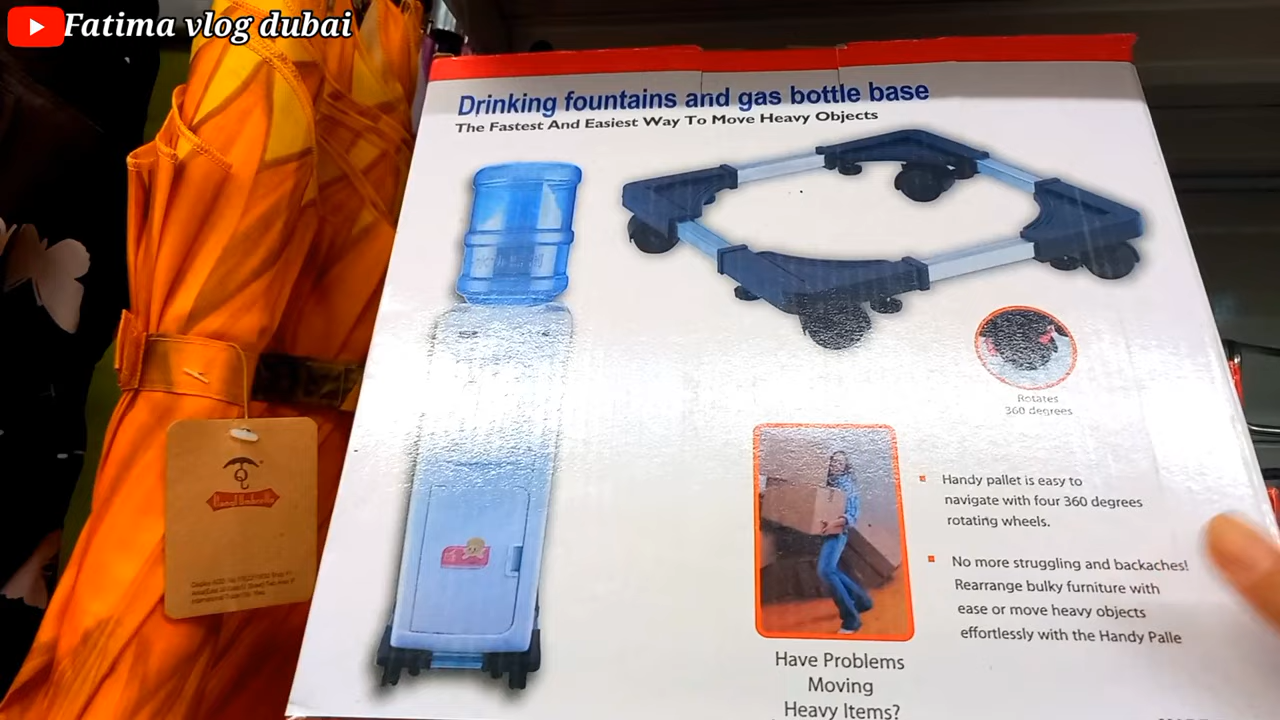 Fatima vlog dubai
Drinking fountains and gas bottle base
The Fastest And Easiest Way To Move Heavy Objects
Rotates
360 degrees
Handy pallet is easy to
navigate with four 360 degrees
rotating wheels.
No more struggling and backaches!
Rearrange bulky furniture with
ease or move heavy objects
effortlessly with the Handy Palle
Have Problems
Moving
Heavy Items?